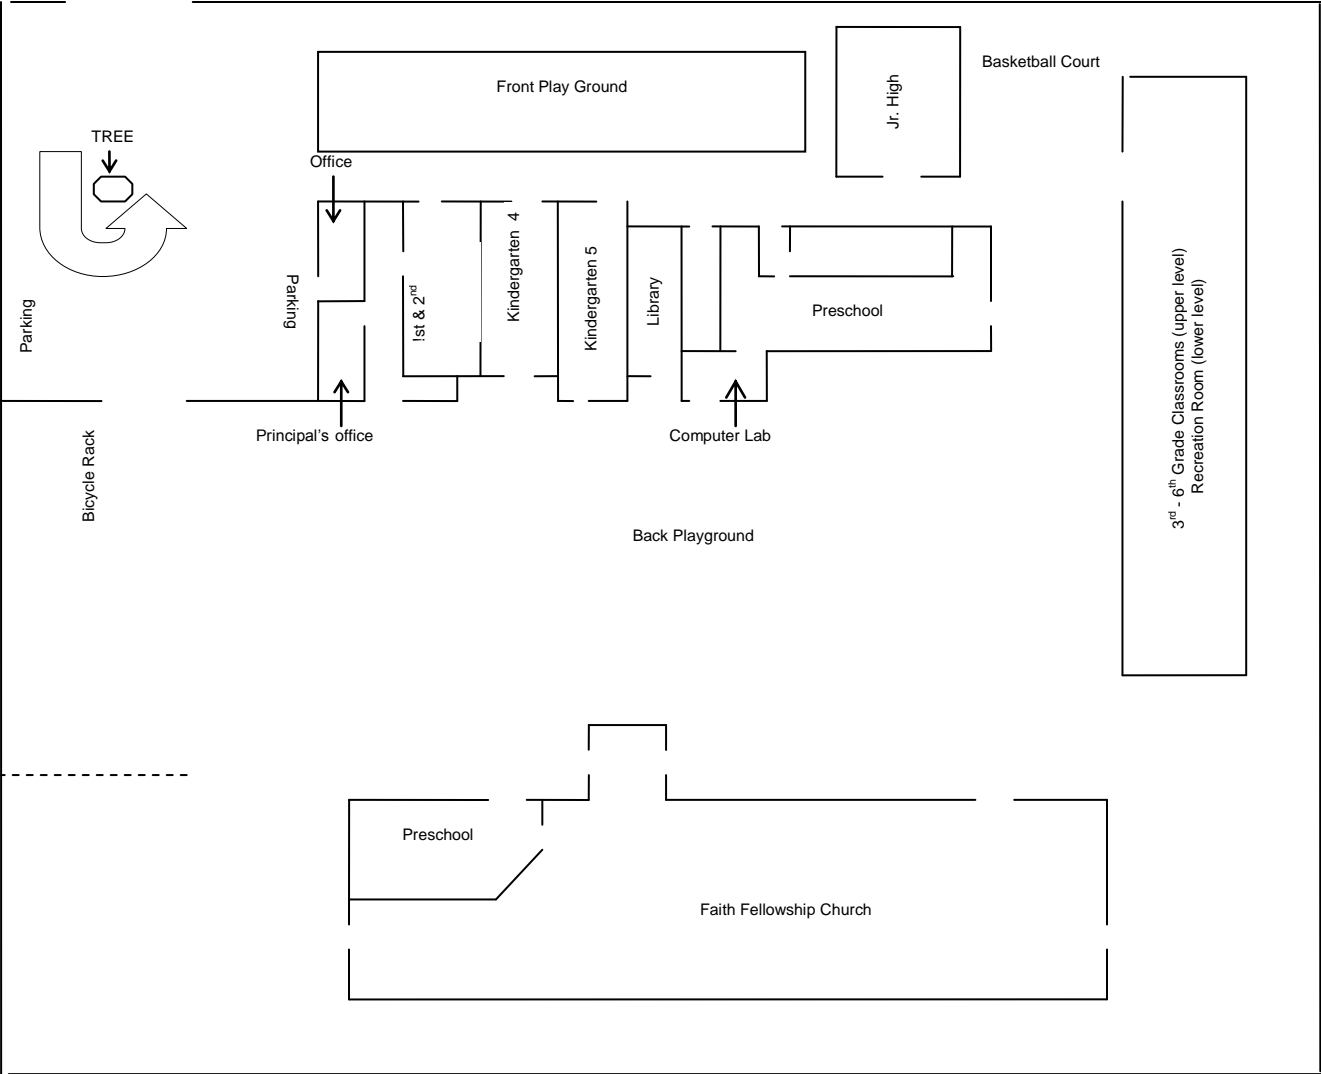 Basketball Court
Front Play Ground
Jr. High
TREE
Office
Parking
Parking
!st & 2nd
Kindergarten 4
Kindergarten 5
Library
Preschool
3rd - 6th Grade Classrooms (upper level)
Recreation Room (lower level)
Principal's office
Computer Lab
Bicycle Rack
Back Playground
Preschool
Faith Fellowship Church